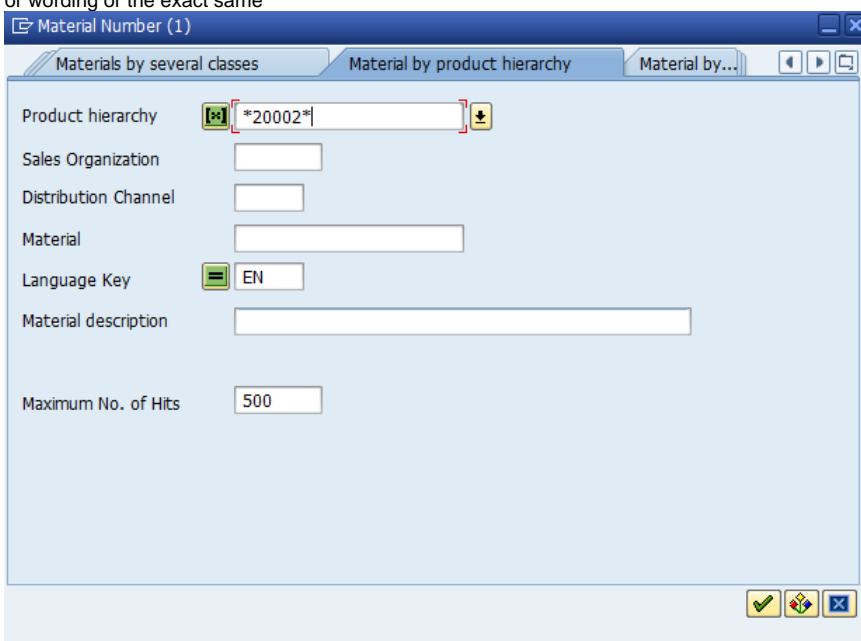 or wording of the exact same
Material Number (1)
Materials by several classes Material by product hierarchy Material by...
Product hierarchy *20002*
Sales Organization
Distribution Channel
Material
Language Key = EN
Material description
Maximum No. of Hits 500